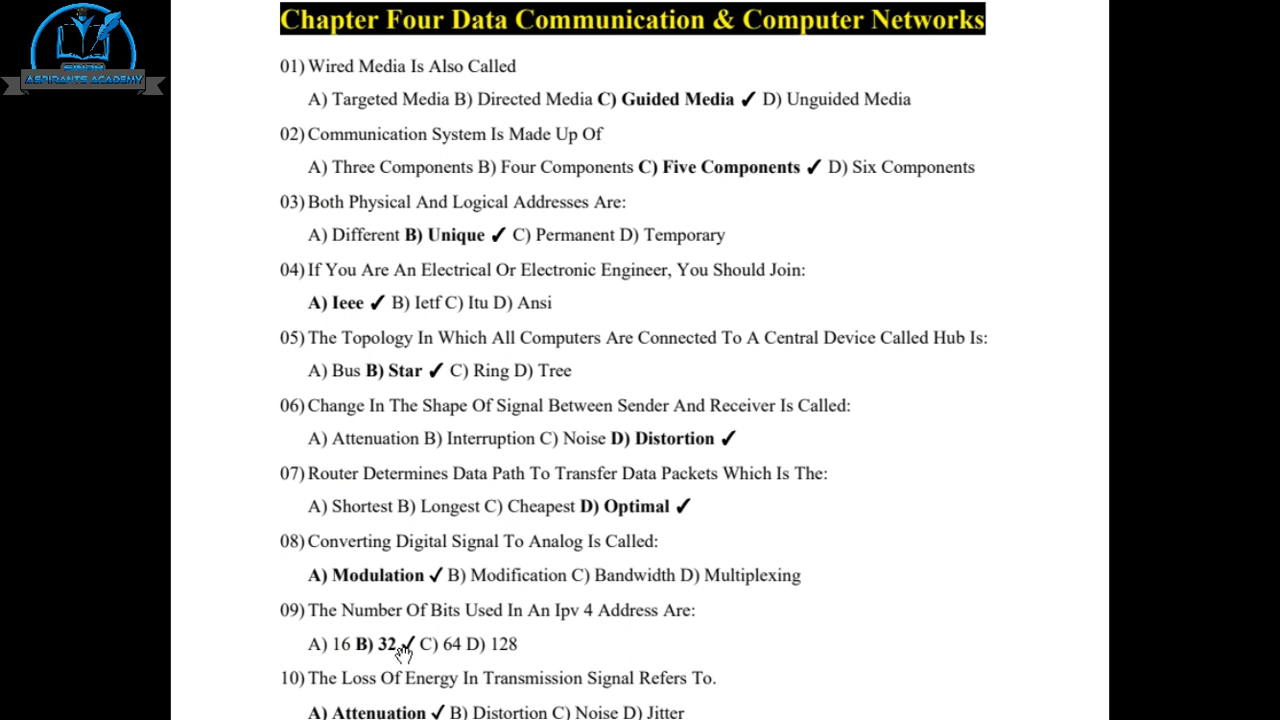 Chapter Four Data Communication & Computer Networks
SINDH
ASPIRANTS ACADEMY
01) Wired Media Is Also Called
A) Targeted Media B) Directed Media C) Guided Media ✓ D) Unguided Media
02) Communication System Is Made Up Of
A) Three Components B) Four Components C) Five Components ✓ D) Six Components
03) Both Physical And Logical Addresses Are:
A) Different B) Unique ✓ C) Permanent D) Temporary
04) If You Are An Electrical Or Electronic Engineer, You Should Join:
A) Ieee ✓ B) Ietf C) Itu D) Ansi
05) The Topology In Which All Computers Are Connected To A Central Device Called Hub Is:
A) Bus B) Star ✓ C) Ring D) Tree
06) Change In The Shape Of Signal Between Sender And Receiver Is Called:
A) Attenuation B) Interruption C) Noise D) Distortion ✓
07) Router Determines Data Path To Transfer Data Packets Which Is The:
A) Shortest B) Longest C) Cheapest D) Optimal ✓
08) Converting Digital Signal To Analog Is Called:
A) Modulation ✓ B) Modification C) Bandwidth D) Multiplexing
09) The Number Of Bits Used In An Ipv 4 Address Are:
A) 16 B) 32 ✓ C) 64 D) 128
10) The Loss Of Energy In Transmission Signal Refers To.
A) Attenuation ✓ B) Distortion C) Noise D) Jitter